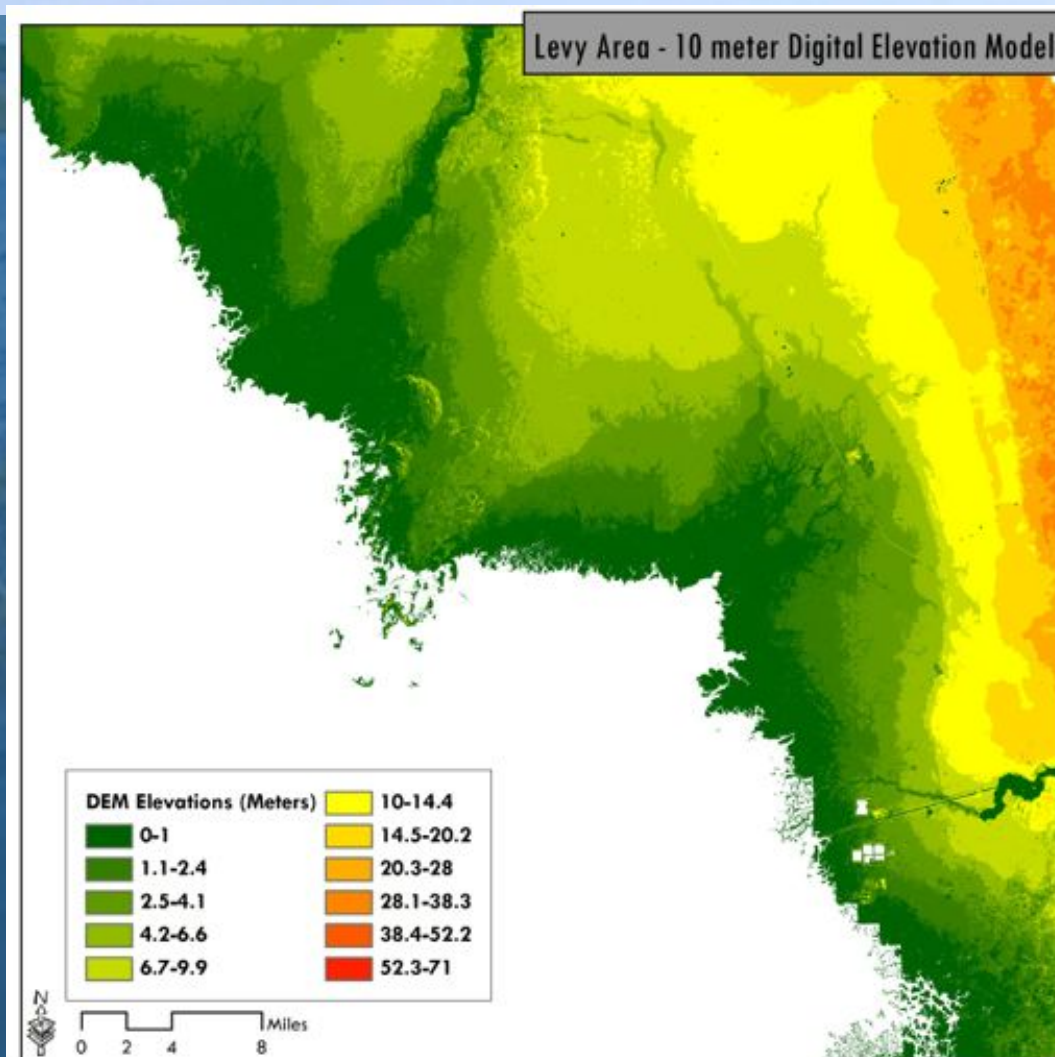 Levy Area - 10 meter Digital Elevation Model
DEM Elevations (Meters)
0-1
1.1-2.4
2.5-4.1
4.2-6.6
6.7-9.9
10-14.4
14.5-20.2
20.3-28
28.1-38.3
38.4-52.2
52.3-71
N
Miles
0 2 4 8